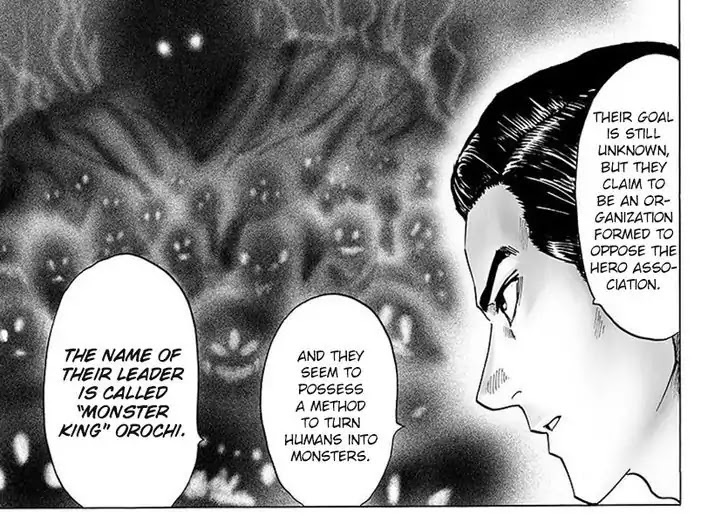 THEIR GOAL
IS STILL
UNKNOWN,
BUT THEY
CLAIM TO
BE AN OR-
GANIZATION
FORMED TO
OPPOSE THE
HERO ASSO-
CIATION.
AND THEY
SEEM TO
POSSESS
A METHOD
TO TURN
HUMANS INTO
MONSTERS.
THE NAME OF
THEIR LEADER
IS CALLED
"MONSTER
KING" OROCHI.